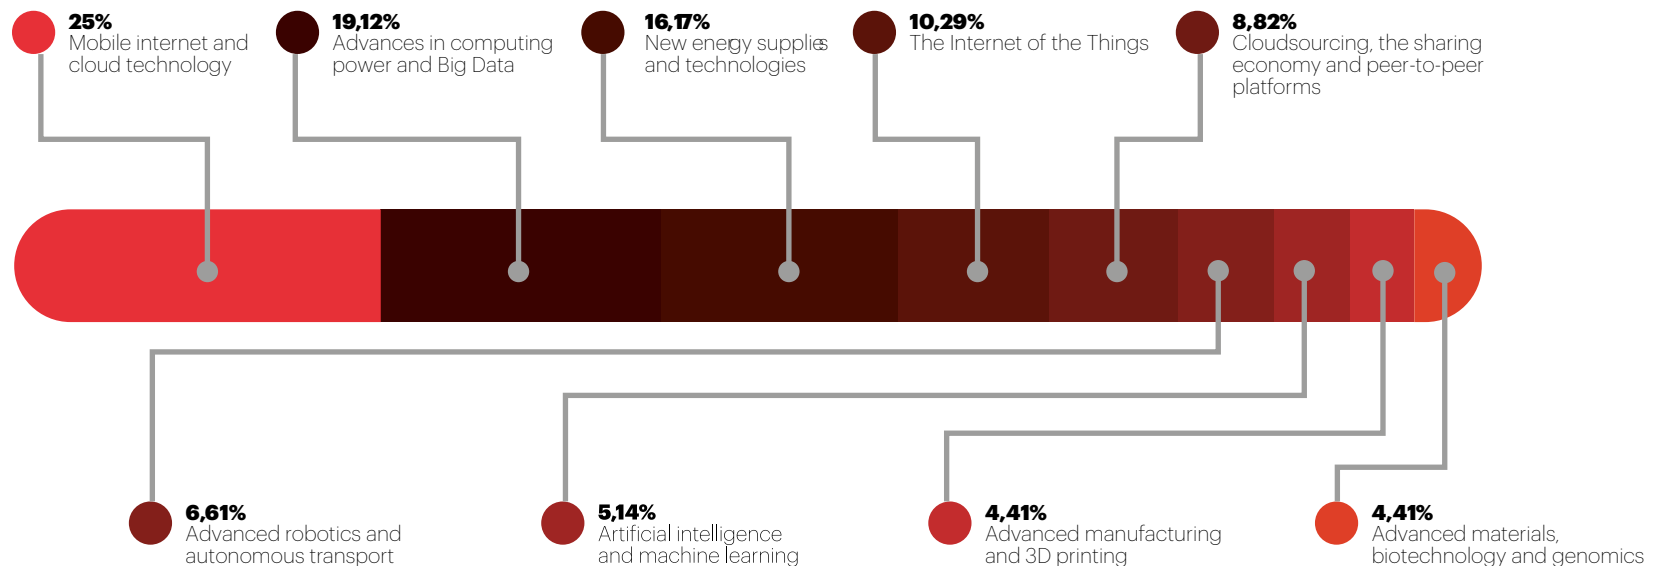 25%
Mobile internet and
cloud technology
19,12%
Advances in computing
power and Big Data
16,17%
New energy supplies
and technologies
10,29%
The Internet of the Things
8,82%
Cloudsourcing, the sharing
economy and peer-to-peer
platforms
6,61%
Advanced robotics and
autonomous transport
5,14%
Artificial intelligence
and machine learning
4,41%
Advanced manufacturing
and 3D printing
4,41%
Advanced materials,
biotechnology and genomics